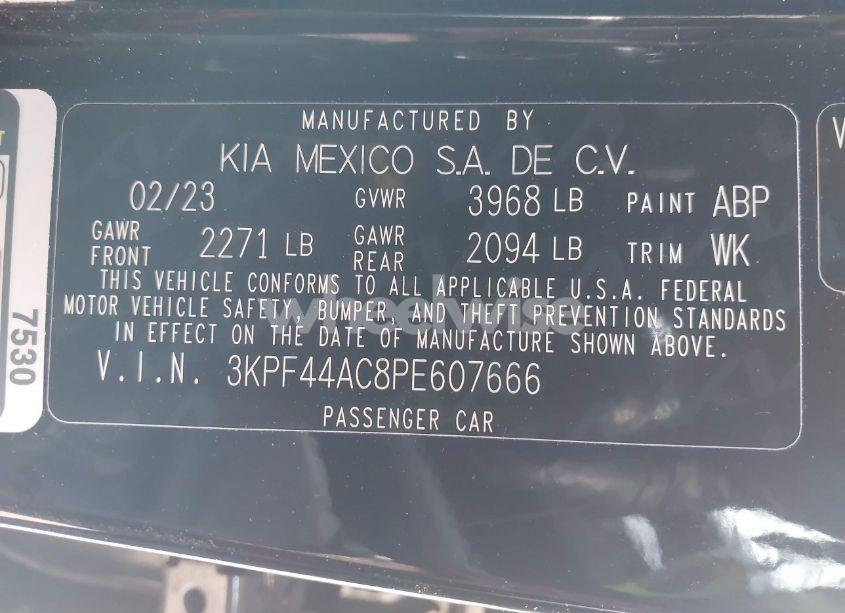 MANUFACTURED BY
KIA MEXICO S.A. DE C.V.
02/23 GVWR 3968 LB PAINT ABP
GAWR FRONT 2271 LB GAWR REAR 2094 LB TRIM WK
THIS VEHICLE CONFORMS TO ALL APPLICABLE U.S.A. FEDERAL
MOTOR VEHICLE SAFETY, BUMPER, AND THEFT PREVENTION STANDARDS
IN EFFECT ON THE DATE OF MANUFACTURE SHOWN ABOVE.
V.I.N. 3KPF44AC8PE607666
PASSENGER CAR
7530
wheelwise